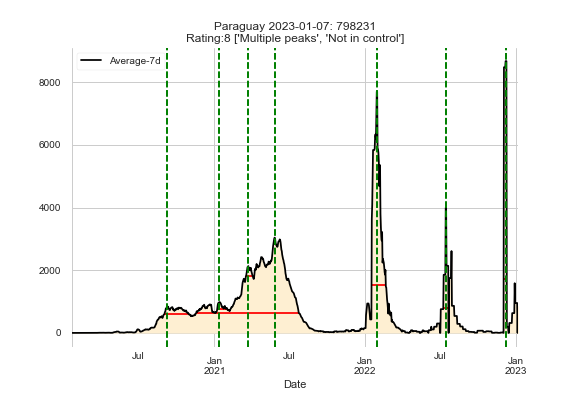 Paraguay 2023-01-07: 798231
Rating:8 ['Multiple peaks', 'Not in control']
Average-7d
8000
6000
4000
2000
0
Jul
Jan
2021
Jul
Jan
2022
Jul
Jan
2023
Date